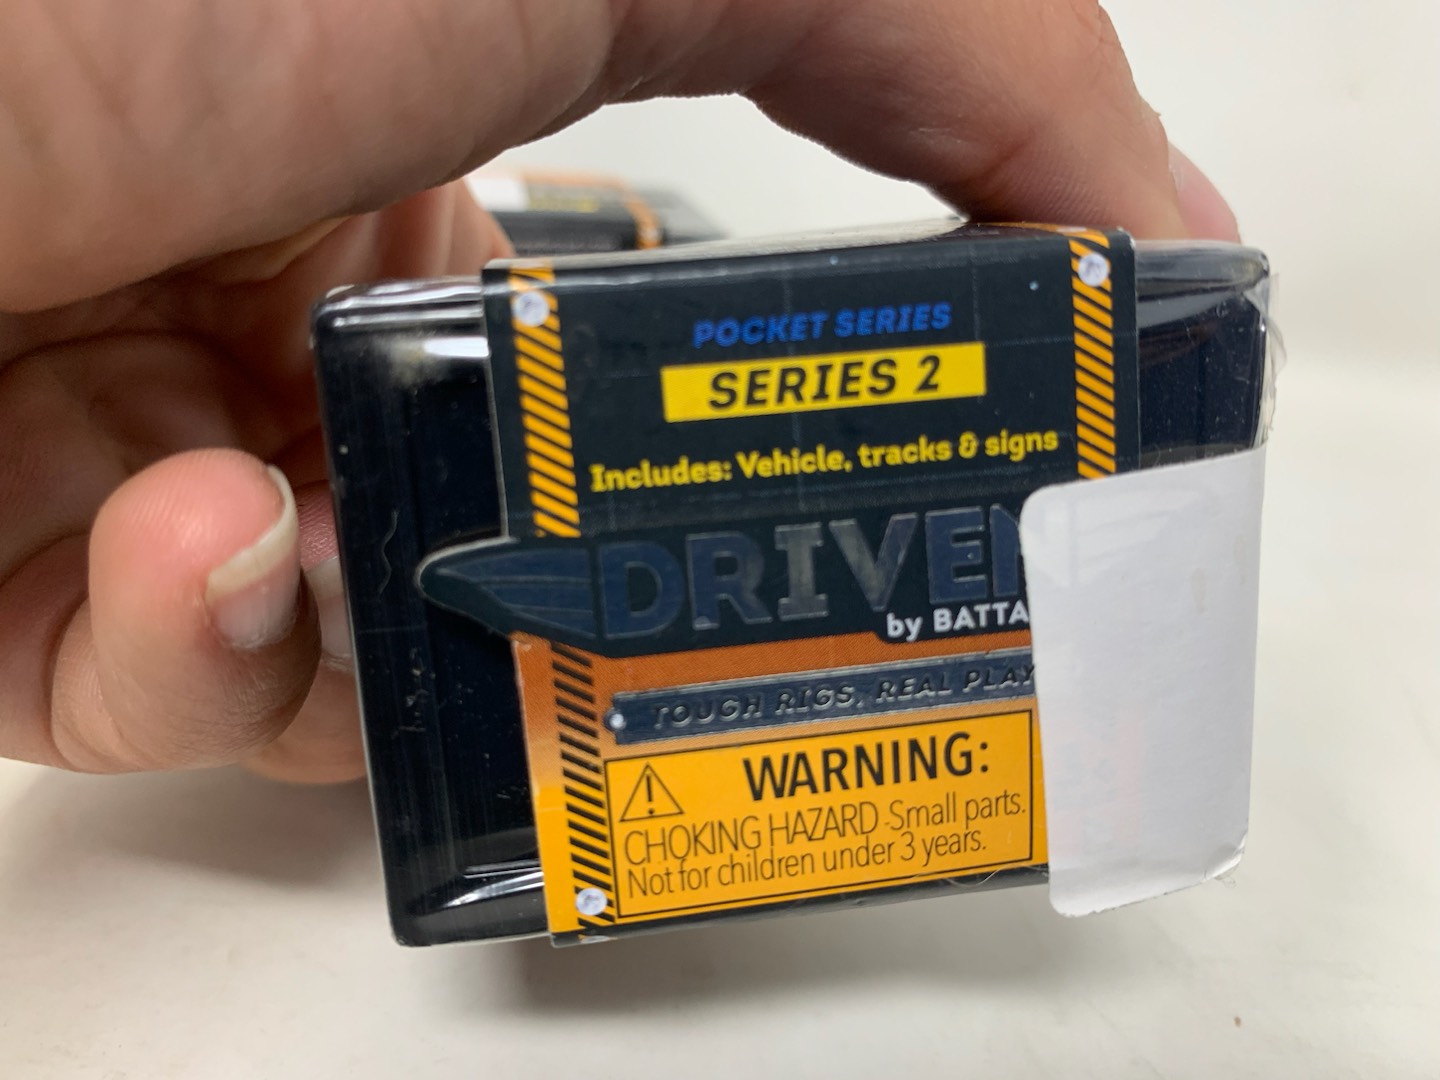 POCKET SERIES
SERIES 2
Includes: Vehicle, tracks & signs
DRIVEN
by BATTA
TOUGH RIGS, REAL PLAY
WARNING:
CHOKING HAZARD -Small parts.
Not for children under 3 years.